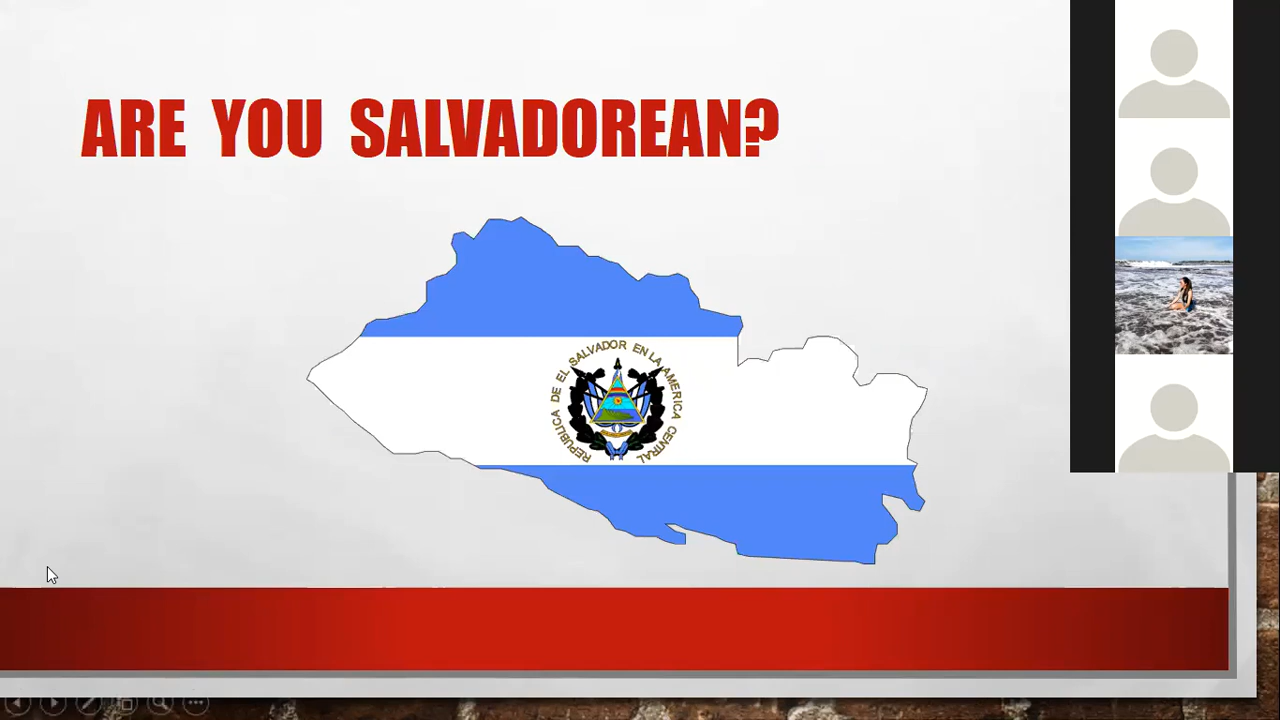 ARE YOU SALVADOREAN?
REPUBLICA DE EL SALVADOR EN LA AMERICA CENTRAL